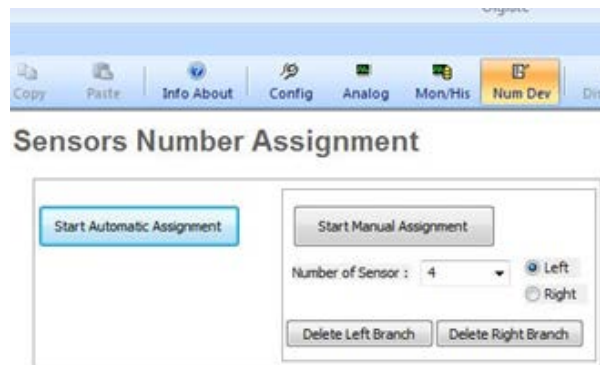 Copy Paste Info About Config Analog Mon/His Num Dev
Sensors Number Assignment
Start Automatic Assignment
Start Manual Assignment
Number of Sensor : 4
Left
Right
Delete Left Branch Delete Right Branch